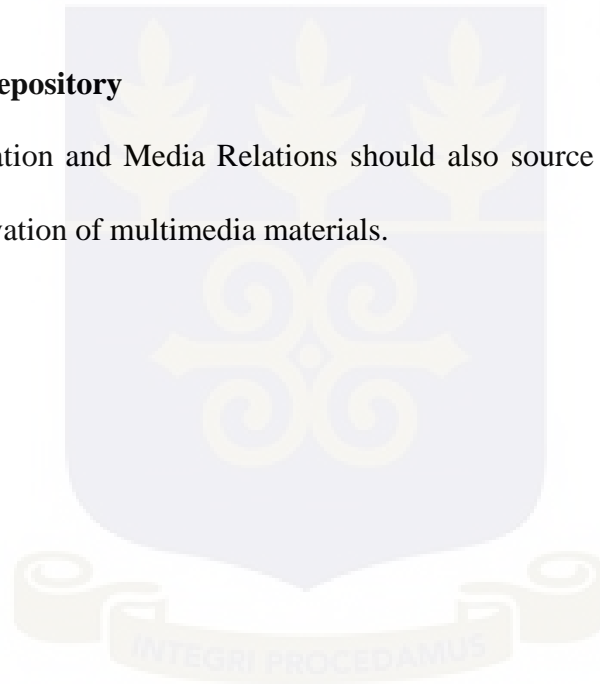 epository
ation and Media Relations should also source
vation of multimedia materials.
INTEGRI PROCEDAMUS